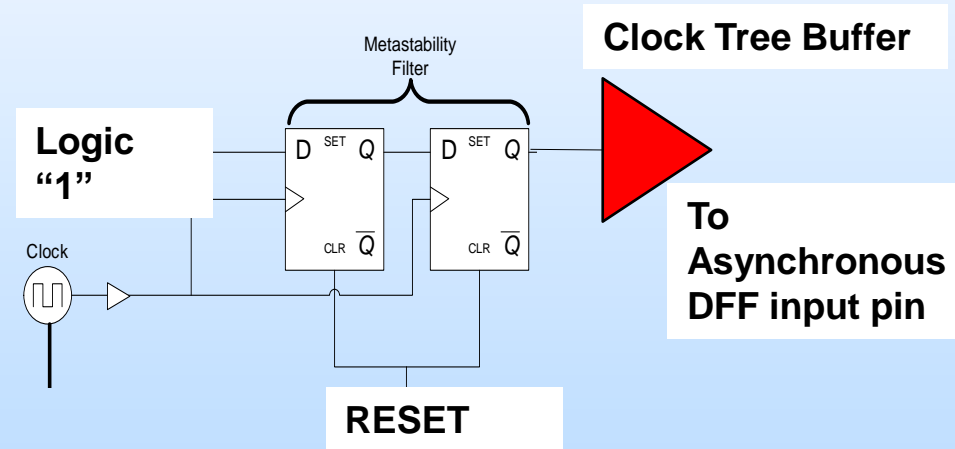 Clock Tree Buffer
Metastability
Filter
Logic
“1”
D SET Q
CLR Q
D SET Q
CLR Q
Clock
To
Asynchronous
DFF input pin
RESET